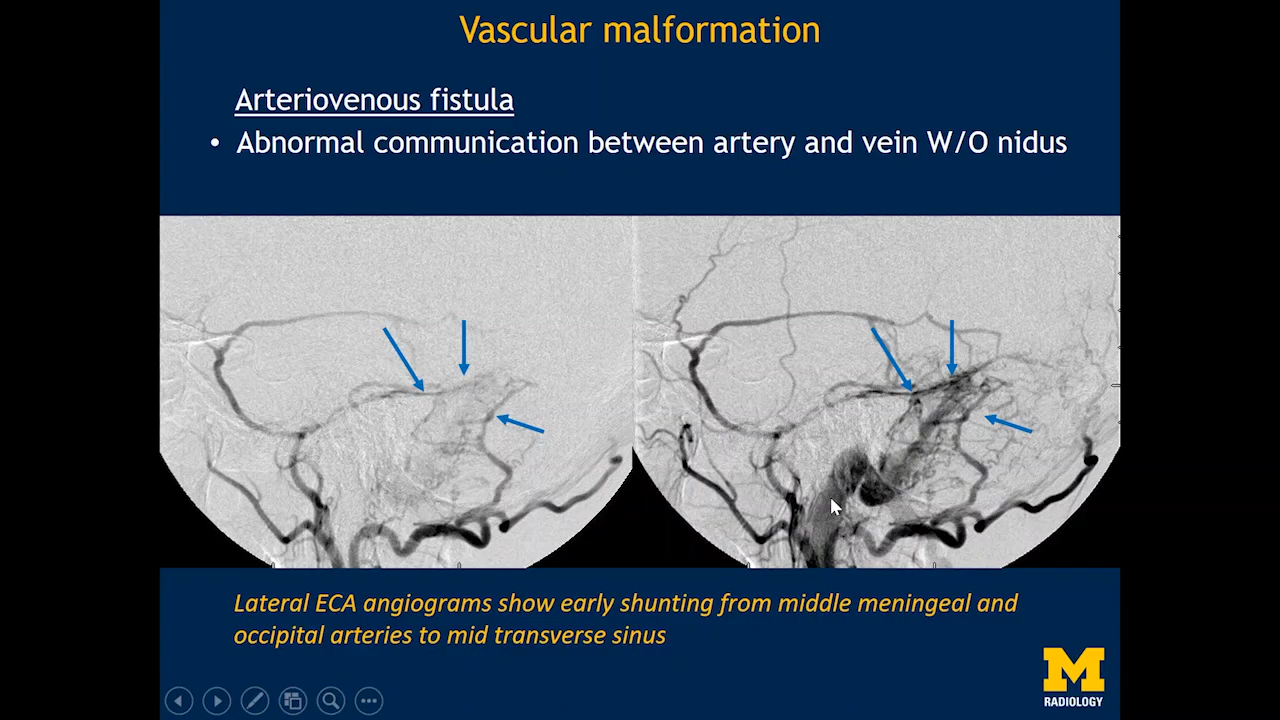 Vascular malformation
Arteriovenous fistula
• Abnormal communication between artery and vein W/O nidus
Lateral ECA angiograms show early shunting from middle meningeal and
occipital arteries to mid transverse sinus
M
RADIOLOGY